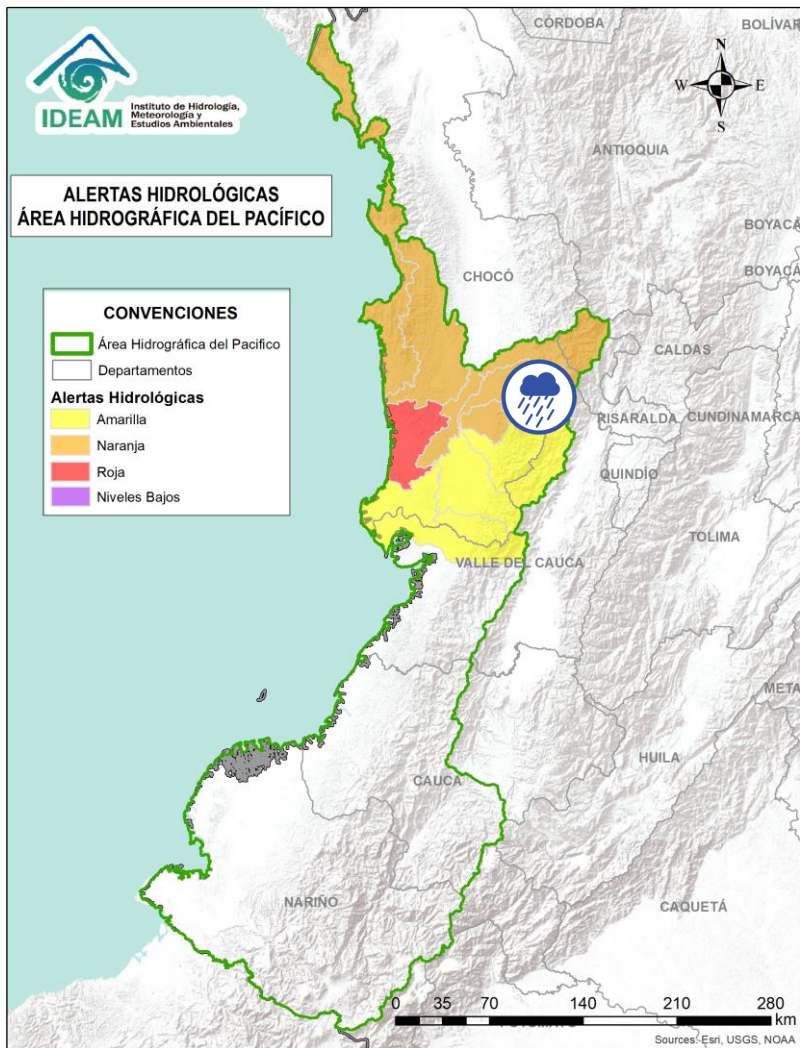 CÓRDOBA
BOLÍVAR
IDEAM
Instituto de Hidrología,
Meteorología y
Estudios Ambientales
N
W
E
S
ANTIOQUIA
ALERTAS HIDROLÓGICAS
ÁREA HIDROGRÁFICA DEL PACÍFICO
BOYACÁ
BOYACÁ
CHOCÓ
CONVENCIONES
Área Hidrográfica del Pacifico
Departamentos
Alertas Hidrológicas
Amarilla
Naranja
Roja
Niveles Bajos
CALDAS
RISARALDA
CUNDINAMARCA
QUINDÍO
TOLIMA
VALLE DEL CAUCA
META
HUILA
CAUCA
NARIÑO
CAQUETÁ
0 35 70 140 210 280
km
Sources: Esri, USGS, NOAA